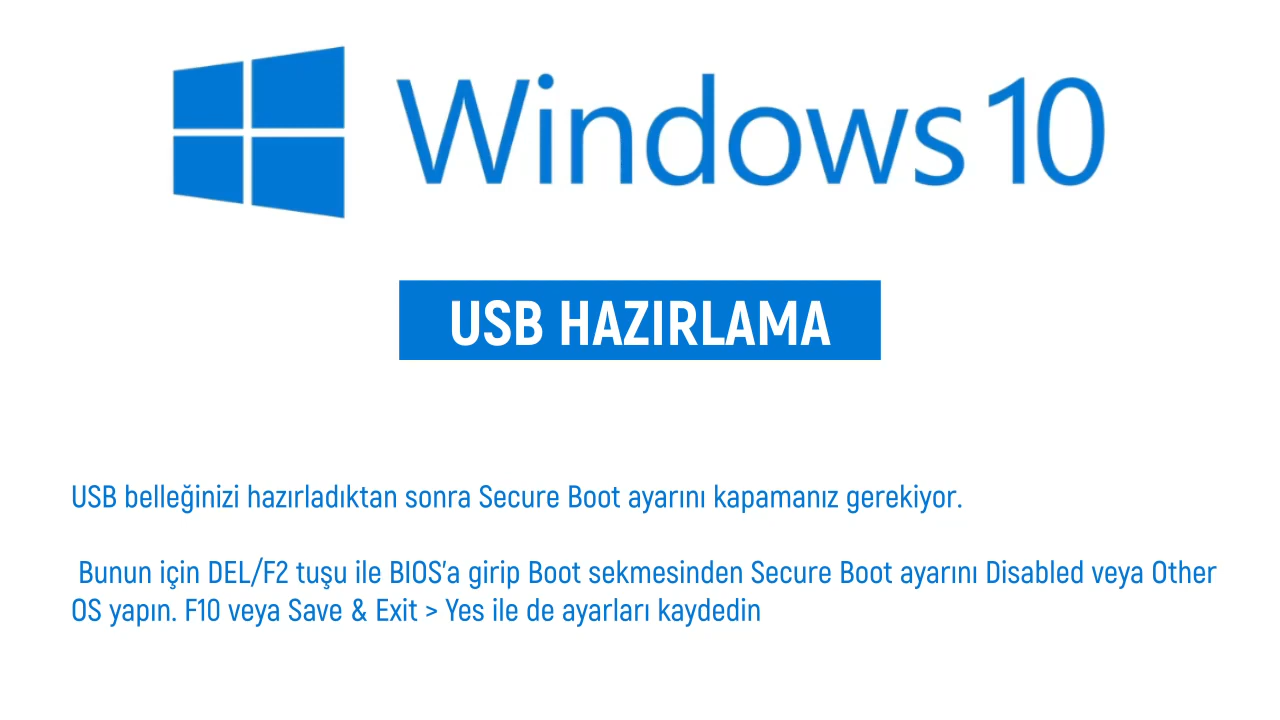 Windows 10
USB HAZIRLAMA
USB belleğinizi hazırladıktan sonra Secure Boot ayarını kapamanız gerekiyor.
Bunun için DEL/F2 tuşu ile BIOS'a girip Boot sekmesinden Secure Boot ayarını Disabled veya Other
OS yapın. F10 veya Save & Exit > Yes ile de ayarları kaydedin